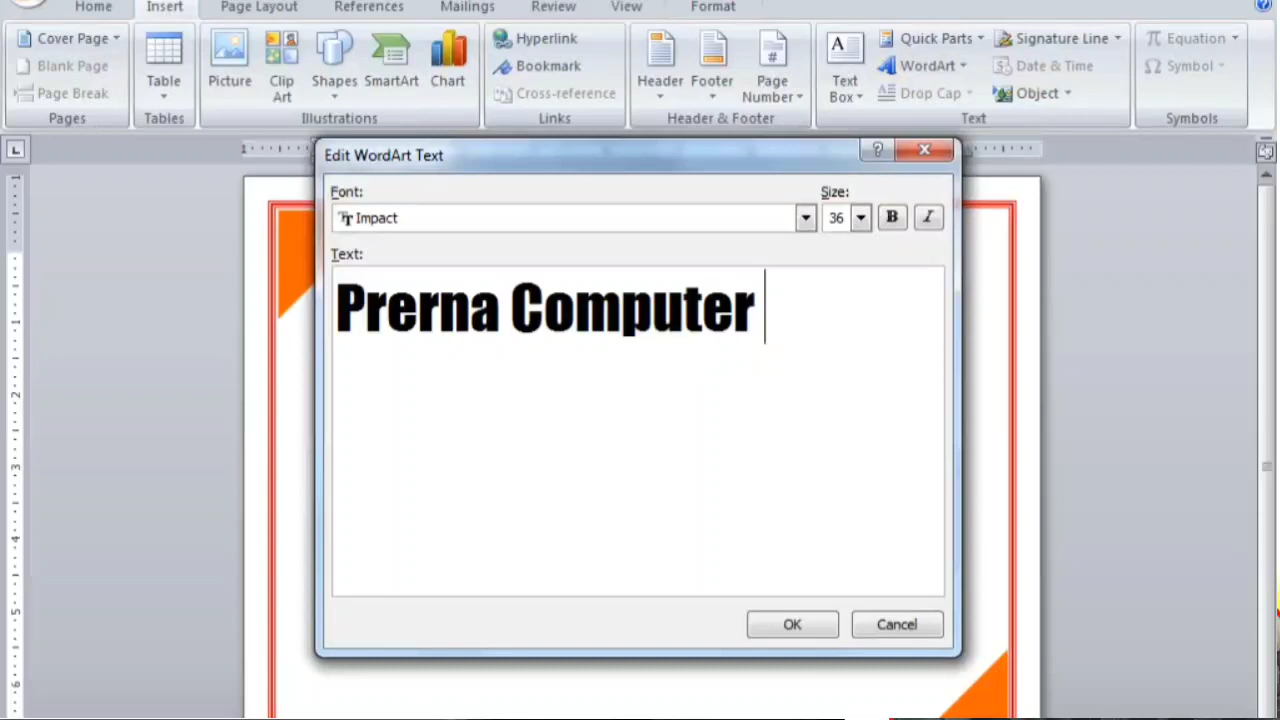 Home Insert Page Layout References Mailings Review View Format
Cover Page
Blank Page
Page Break
Pages
Table
Tables
Picture Clip Art Shapes SmartArt Chart
Illustrations
Hyperlink
Bookmark
Cross-reference
Links
Header Footer Page Number
Header & Footer
Text Box
Quick Parts
WordArt
Drop Cap
Signature Line
Date & Time
Object
Text
Equation
Symbol
Symbols
Edit WordArt Text
Font: Size:
Impact 36 B I
Text:
Prerna Computer
OK Cancel